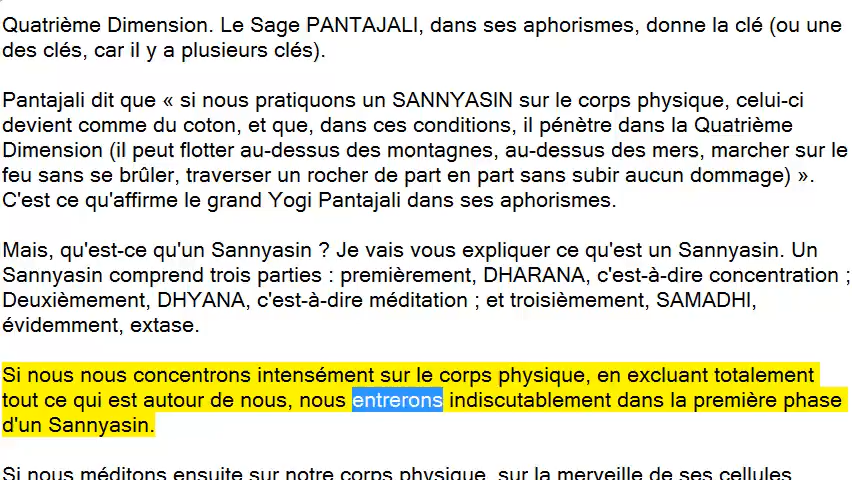 Quatrième Dimension. Le Sage PANTAJALI, dans ses aphorismes, donne la clé (ou une
des clés, car il y a plusieurs clés).
Pantajali dit que « si nous pratiquons un SANNYASIN sur le corps physique, celui-ci
devient comme du coton, et que, dans ces conditions, il pénètre dans la Quatrième
Dimension (il peut flotter au-dessus des montagnes, au-dessus des mers, marcher sur le
feu sans se brûler, traverser un rocher de part en part sans subir aucun dommage) ».
C'est ce qu'affirme le grand Yogi Pantajali dans ses aphorismes.
Mais, qu'est-ce qu'un Sannyasin ? Je vais vous expliquer ce qu'est un Sannyasin. Un
Sannyasin comprend trois parties : premièrement, DHARANA, c'est-à-dire concentration ;
Deuxièmement, DHYANA, c'est-à-dire méditation ; et troisièmement, SAMADHI,
évidemment, extase.
Si nous nous concentrons intensément sur le corps physique, en excluant totalement
tout ce qui est autour de nous, nous entrerons indiscutablement dans la première phase
d'un Sannyasin.
Si nous méditons ensuite sur notre corps physique, sur la merveille de ses cellules